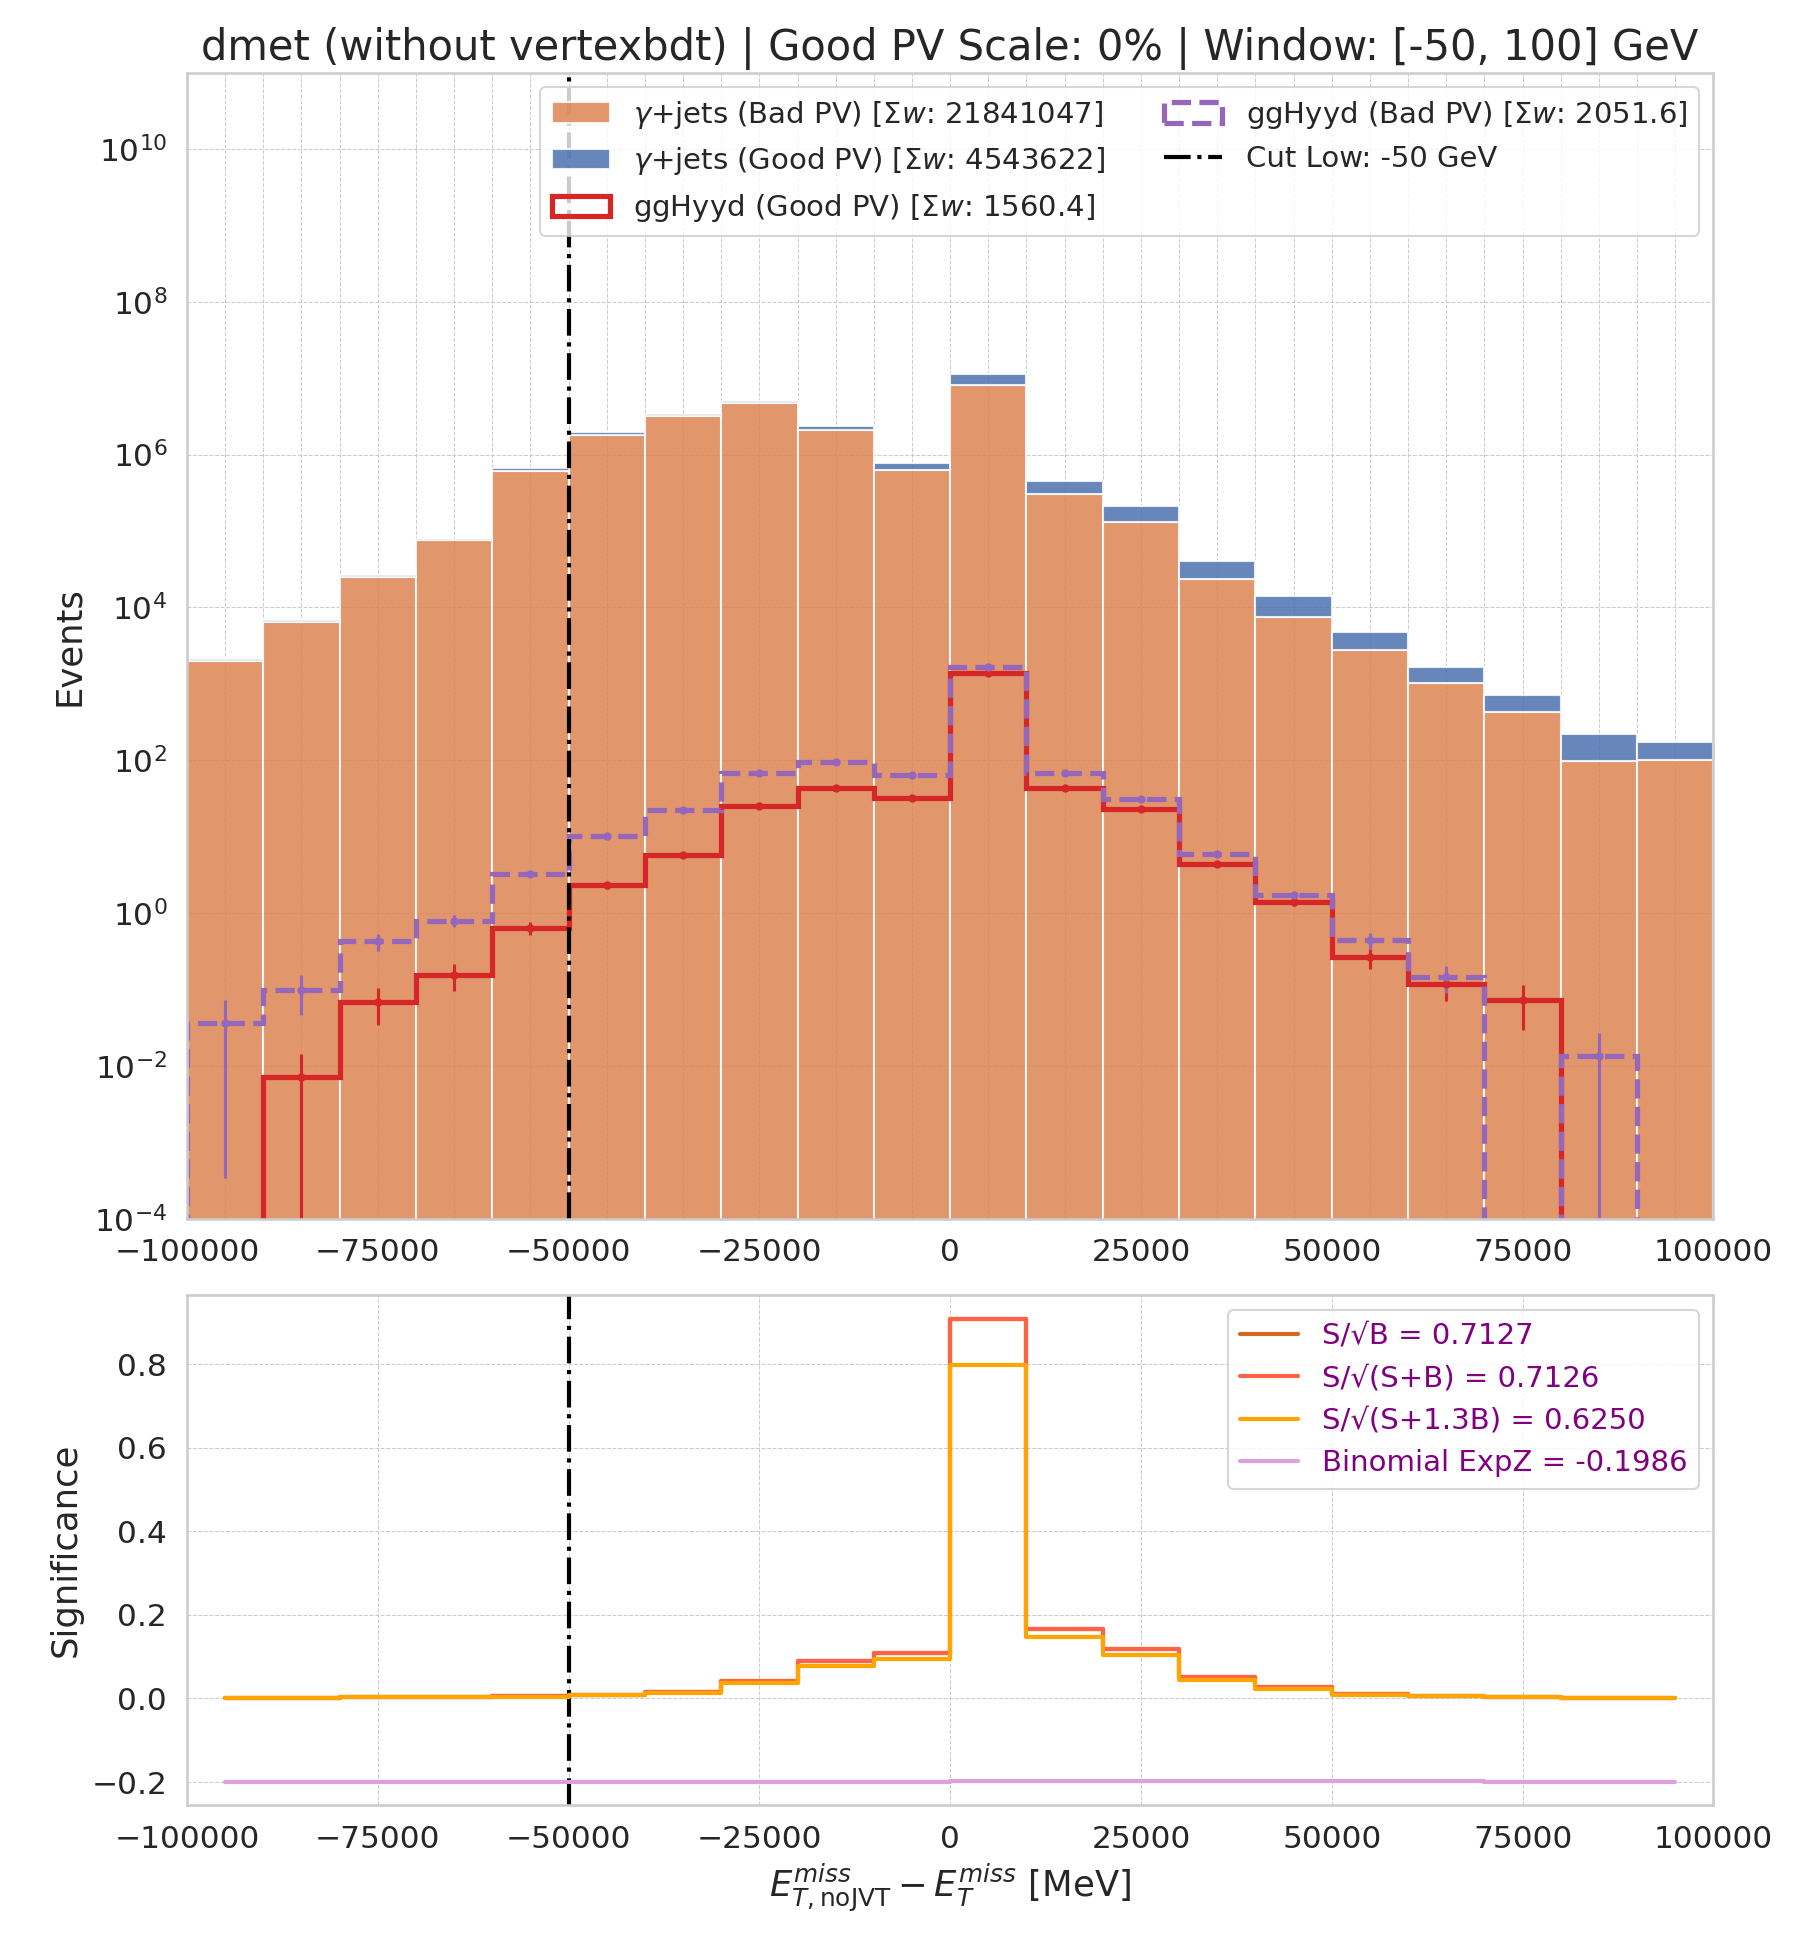 dmet (without vertexbdt) | Good PV Scale: 0% | Window: [-50, 100] GeV
γ+jets (Bad PV) [Σw: 21841047]
γ+jets (Good PV) [Σw: 4543622]
ggHyyd (Good PV) [Σw: 1560.4]
ggHyyd (Bad PV) [Σw: 2051.6]
Cut Low: -50 GeV
Events
10^10
10^8
10^6
10^4
10^2
10^0
10^−2
10^−4
−100000 −75000 −50000 −25000 0 25000 50000 75000 100000
S/√B = 0.7127
S/√(S+B) = 0.7126
S/√(S+1.3B) = 0.6250
Binomial ExpZ = -0.1986
Significance
0.8
0.6
0.4
0.2
0.0
−0.2
−100000 −75000 −50000 −25000 0 25000 50000 75000 100000
E_{T, noJVT}^{miss} − E_T^{miss} [MeV]